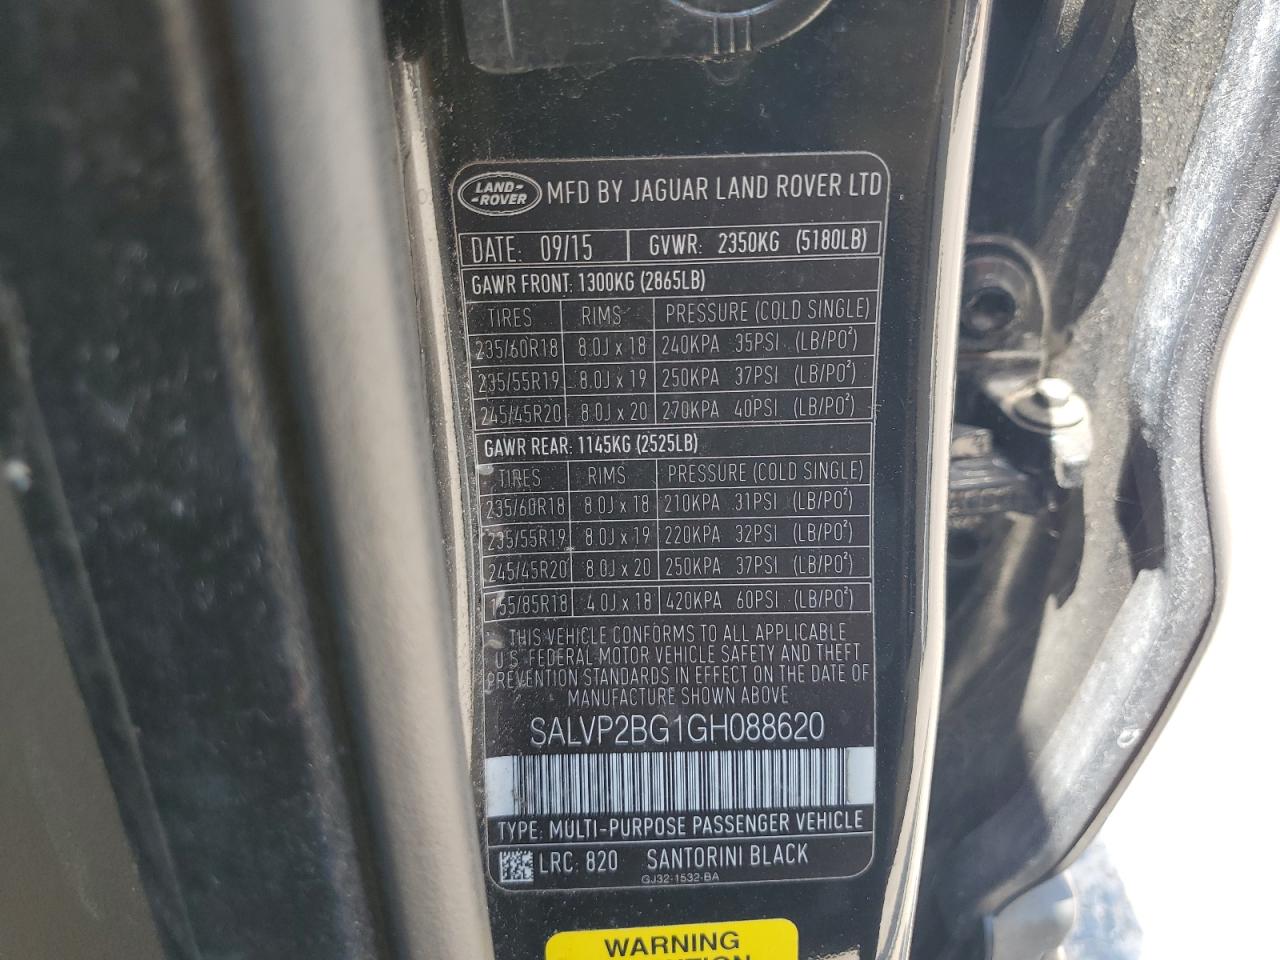 LAND-
-ROVER
MFD BY JAGUAR LAND ROVER LTD
DATE: 09/15 GVWR: 2350KG (5180LB)
GAWR FRONT: 1300KG (2865LB)
TIRES RIMS PRESSURE (COLD SINGLE)
235/60R18 8.0J x 18 240KPA 35PSI (LB/PO²)
235/55R19 8.0J x 19 250KPA 37PSI (LB/PO²)
245/45R20 8.0J x 20 270KPA 40PSI (LB/PO²)
GAWR REAR: 1145KG (2525LB)
TIRES RIMS PRESSURE (COLD SINGLE)
235/60R18 8.0J x 18 210KPA 31PSI (LB/PO²)
235/55R19 8.0J x 19 220KPA 32PSI (LB/PO²)
245/45R20 8.0J x 20 250KPA 37PSI (LB/PO²)
155/85R18 4.0J x 18 420KPA 60PSI (LB/PO²)
THIS VEHICLE CONFORMS TO ALL APPLICABLE
U.S. FEDERAL MOTOR VEHICLE SAFETY AND THEFT
PREVENTION STANDARDS IN EFFECT ON THE DATE OF
MANUFACTURE SHOWN ABOVE
SALVP2BG1GH088620
TYPE: MULTI-PURPOSE PASSENGER VEHICLE
LRC: 820 SANTORINI BLACK
GJ32-1532-BA
WARNING